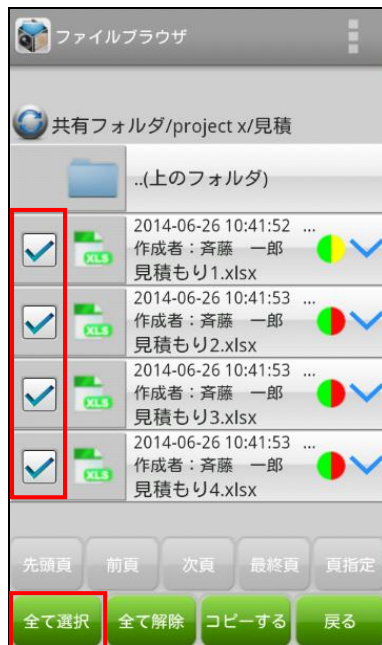 ファイルブラウザ
共有フォルダ/project x/見積
..(上のフォルダ)
2014-06-26 10:41:52 ...
作成者：斉藤　一郎
見積もり1.xlsx
XLS
2014-06-26 10:41:53 ...
作成者：斉藤　一郎
見積もり2.xlsx
XLS
2014-06-26 10:41:53 ...
作成者：斉藤　一郎
見積もり3.xlsx
XLS
2014-06-26 10:41:53 ...
作成者：斉藤　一郎
見積もり4.xlsx
XLS
先頭頁 前頁 次頁 最終頁 頁指定
全て選択 全て解除 コピーする 戻る